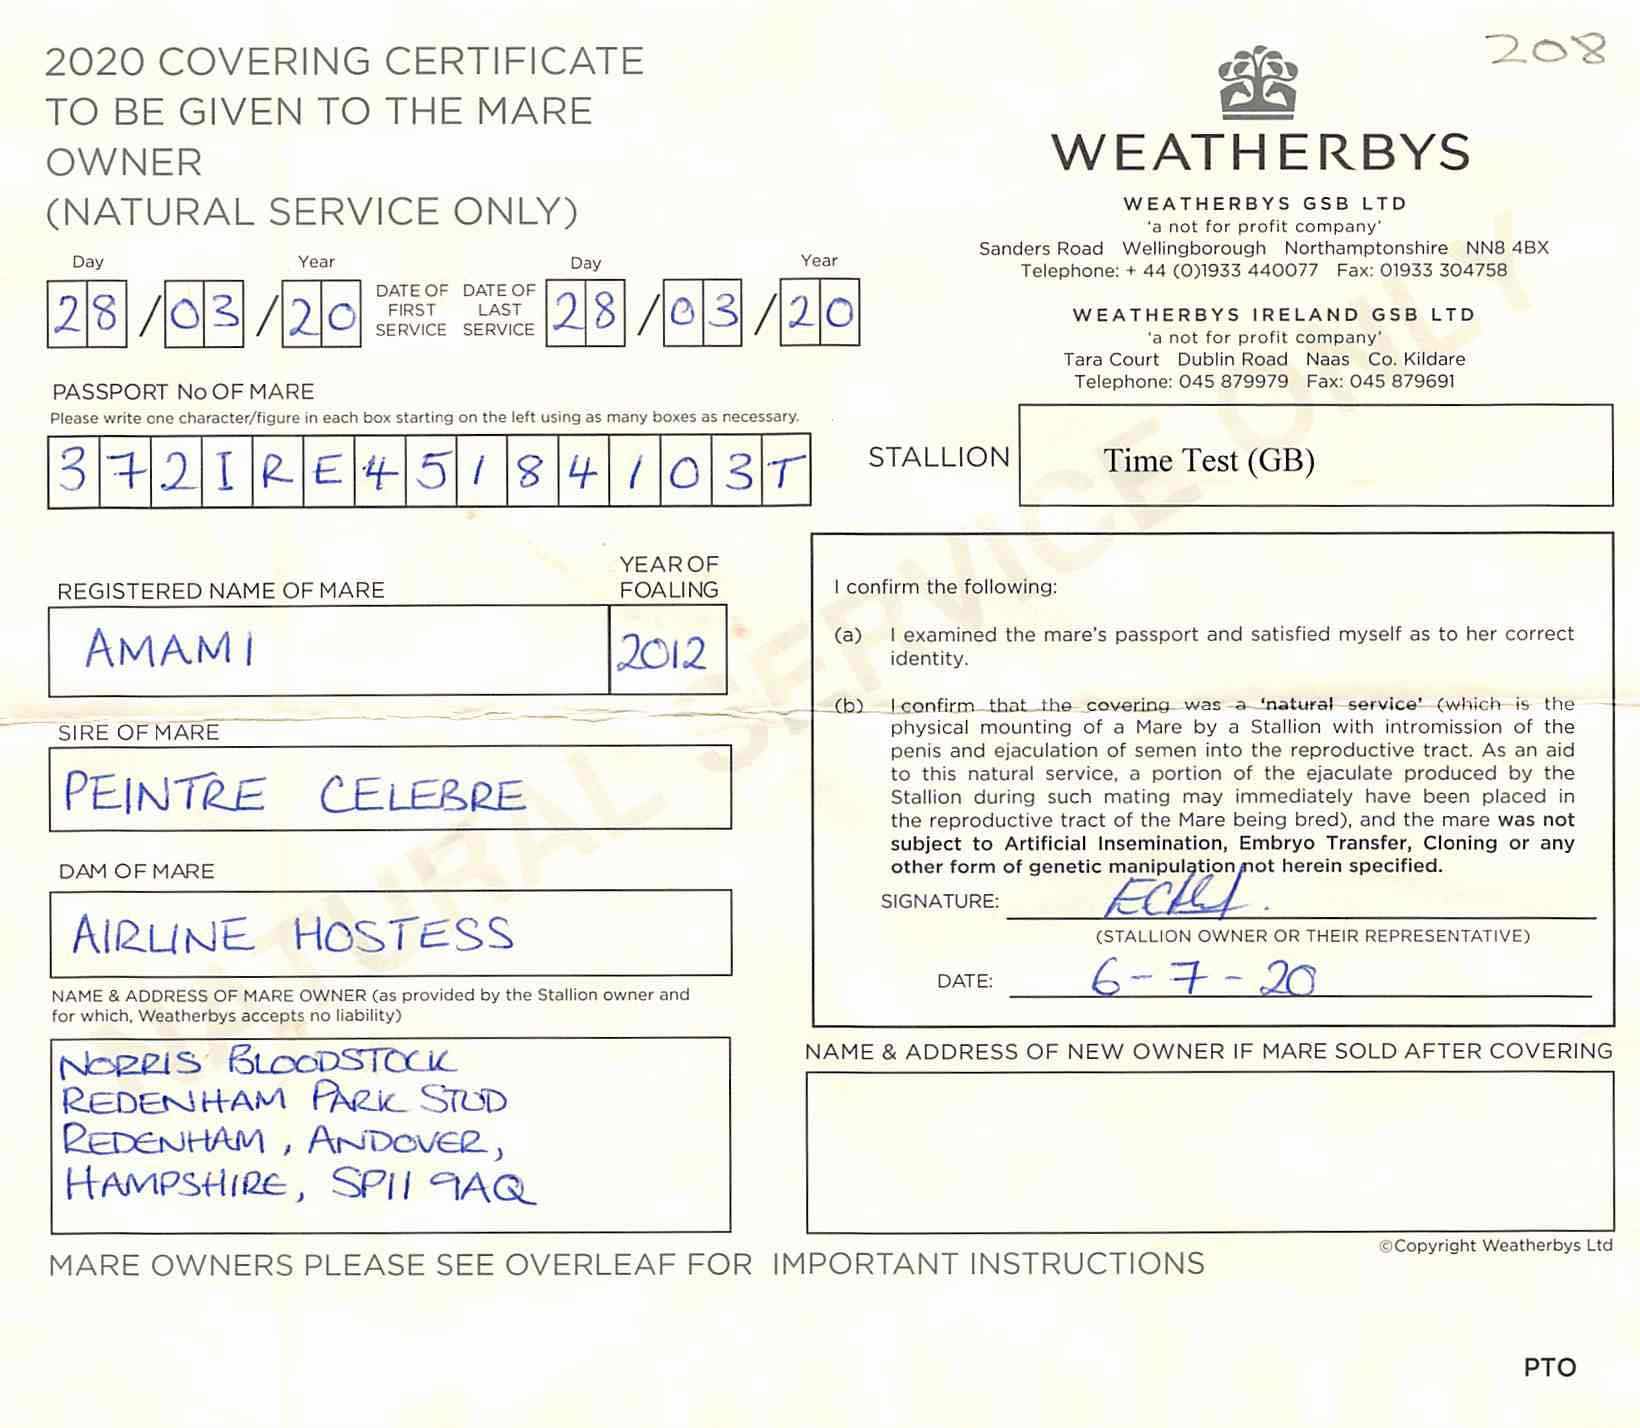 2020 COVERING CERTIFICATE
TO BE GIVEN TO THE MARE
OWNER
(NATURAL SERVICE ONLY)
208
WEATHERBYS
WEATHERBYS GSB LTD
'a not for profit company'
Sanders Road Wellingborough Northamptonshire NN8 4BX
Telephone: + 44 (0)1933 440077 Fax: 01933 304758
WEATHERBYS IRELAND GSB LTD
'a not for profit company'
Tara Court Dublin Road Naas Co. Kildare
Telephone: 045 879979 Fax: 045 879691
Day Year
28/03/20
DATE OF FIRST SERVICE
DATE OF LAST SERVICE
Day Year
28/03/20
PASSPORT No OF MARE
Please write one character/figure in each box starting on the left using as many boxes as necessary.
372IRE45184103T
STALLION
Time Test (GB)
REGISTERED NAME OF MARE
AMAMI
YEAR OF
FOALING
2012
SIRE OF MARE
PEINTRE CELEBRE
DAM OF MARE
AIRLINE HOSTESS
NAME & ADDRESS OF MARE OWNER (as provided by the Stallion owner and
for which, Weatherbys accepts no liability)
NORRIS BLOODSTOCK
REDENHAM PARK STUD
REDENHAM, ANDOVER,
HAMPSHIRE, SP11 9AQ
I confirm the following:
(a) I examined the mare's passport and satisfied myself as to her correct
identity.
(b) I confirm that the covering was a 'natural service' (which is the
physical mounting of a Mare by a Stallion with intromission of the
penis and ejaculation of semen into the reproductive tract. As an aid
to this natural service, a portion of the ejaculate produced by the
Stallion during such mating may immediately have been placed in
the reproductive tract of the Mare being bred), and the mare was not
subject to Artificial Insemination, Embryo Transfer, Cloning or any
other form of genetic manipulation not herein specified.
SIGNATURE:
(STALLION OWNER OR THEIR REPRESENTATIVE)
DATE: 6-7-20
NAME & ADDRESS OF NEW OWNER IF MARE SOLD AFTER COVERING
©Copyright Weatherbys Ltd
MARE OWNERS PLEASE SEE OVERLEAF FOR IMPORTANT INSTRUCTIONS
PTO
NATURAL SERVICE ONLY